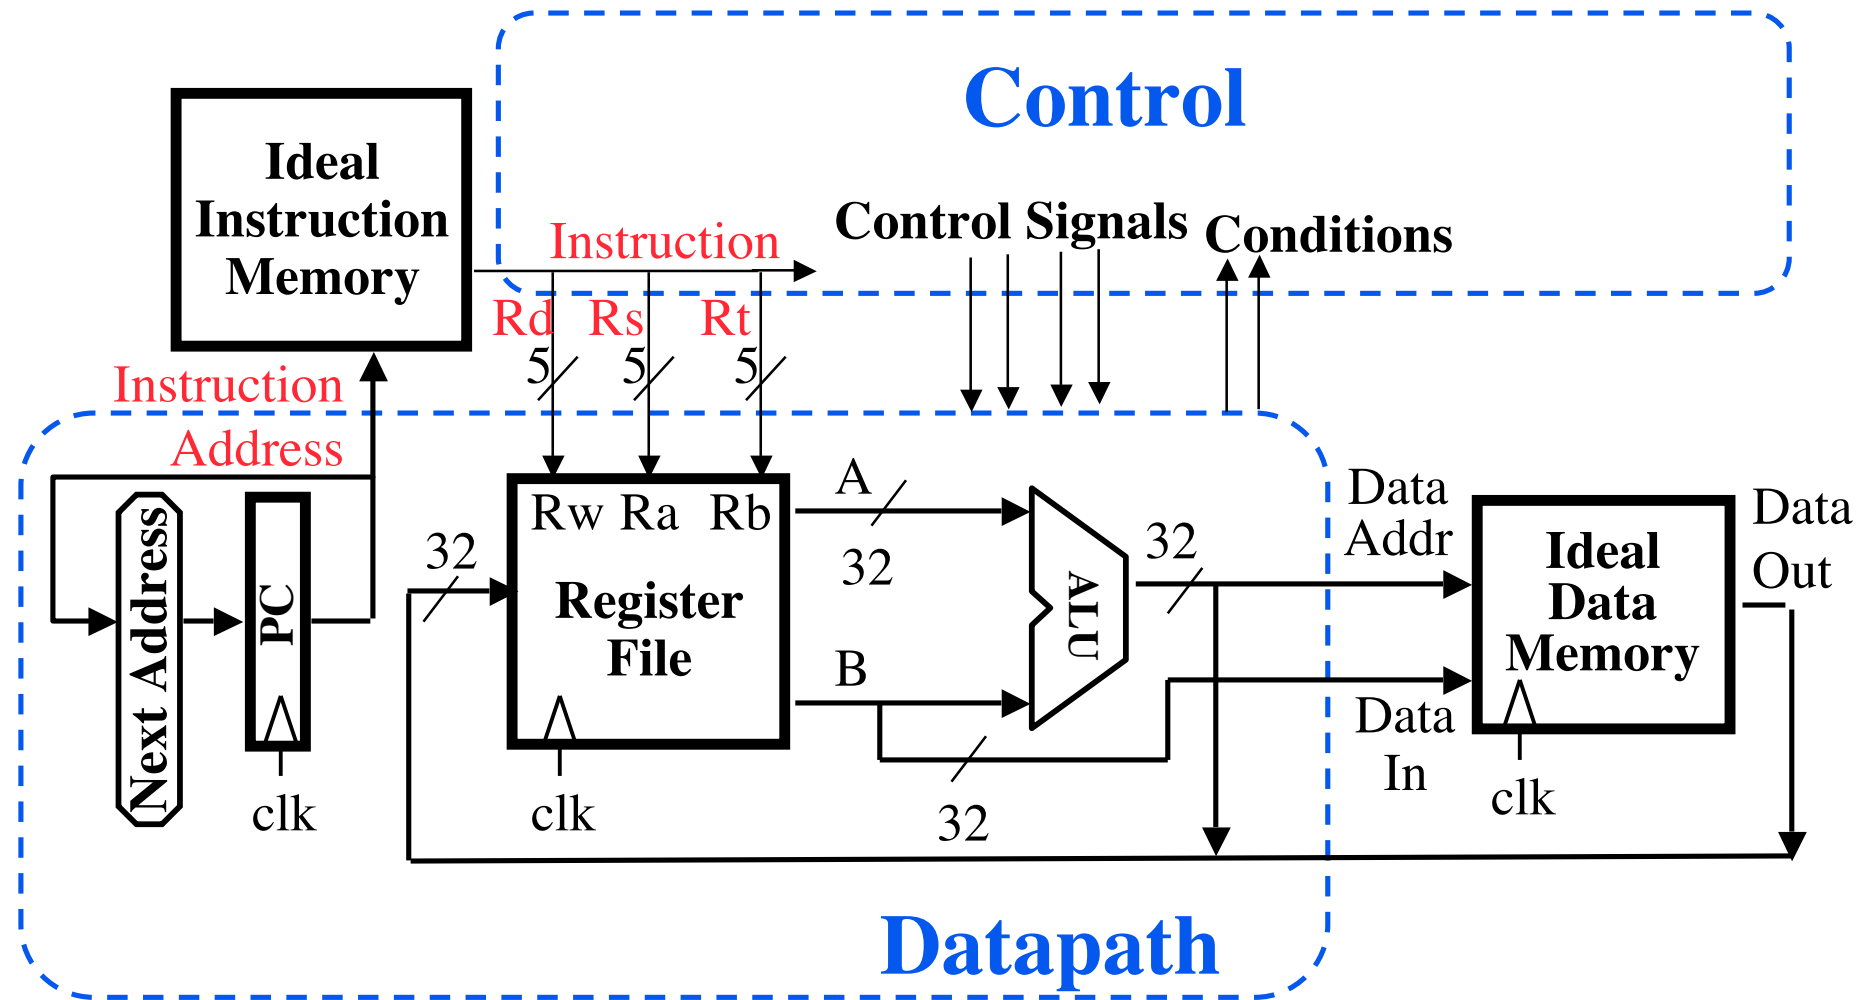 Control
Ideal
Instruction
Memory
Instruction
Control Signals
Conditions
Rd
Rs
Rt
5
5
5
Instruction
Address
Next Address
PC
clk
32
Rw Ra Rb
Register
File
clk
A
32
B
32
ALU
32
Data
Addr
Data
In
Ideal
Data
Memory
clk
Data
Out
Datapath